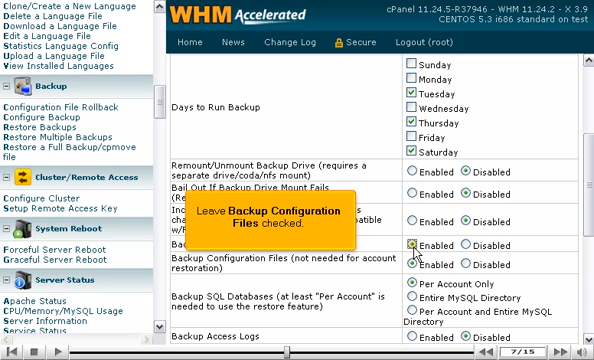 Clone/Create a New Language
Delete a Language File
Download a Language File
Edit a Language File
Statistics Language Config
Upload a Language File
View Installed Languages
Backup
Configuration File Rollback
Configure Backup
Restore Backups
Restore Multiple Backups
Restore a Full Backup/cpmove
file
Cluster/Remote Access
Configure Cluster
Setup Remote Access Key
System Reboot
Forceful Server Reboot
Graceful Server Reboot
Server Status
Apache Status
CPU/Memory/MySQL Usage
Server Information
Service Status
WHM Accelerated
cPanel 11.24.5-R37946 - WHM 11.24.2 - X 3.9
CENTOS 5.3 i686 standard on test
Home News Change Log Secure Logout (root)
Days to Run Backup
Sunday
Monday
Tuesday
Wednesday
Thursday
Friday
Saturday
Remount/Unmount Backup Drive (requires a
separate drive/coda/nfs mount)
Enabled Disabled
Bail Out If Backup Drive Mount Fails
Enabled Disabled
Enabled Disabled
Leave Backup Configuration
Files checked.
Enabled Disabled
Backup Configuration Files (not needed for account
restoration)
Enabled Disabled
Backup SQL Databases (at least "Per Account" is
needed to use the restore feature)
Per Account Only
Entire MySQL Directory
Per Account and Entire MySQL
Directory
Backup Access Logs
Enabled Disabled
7/15